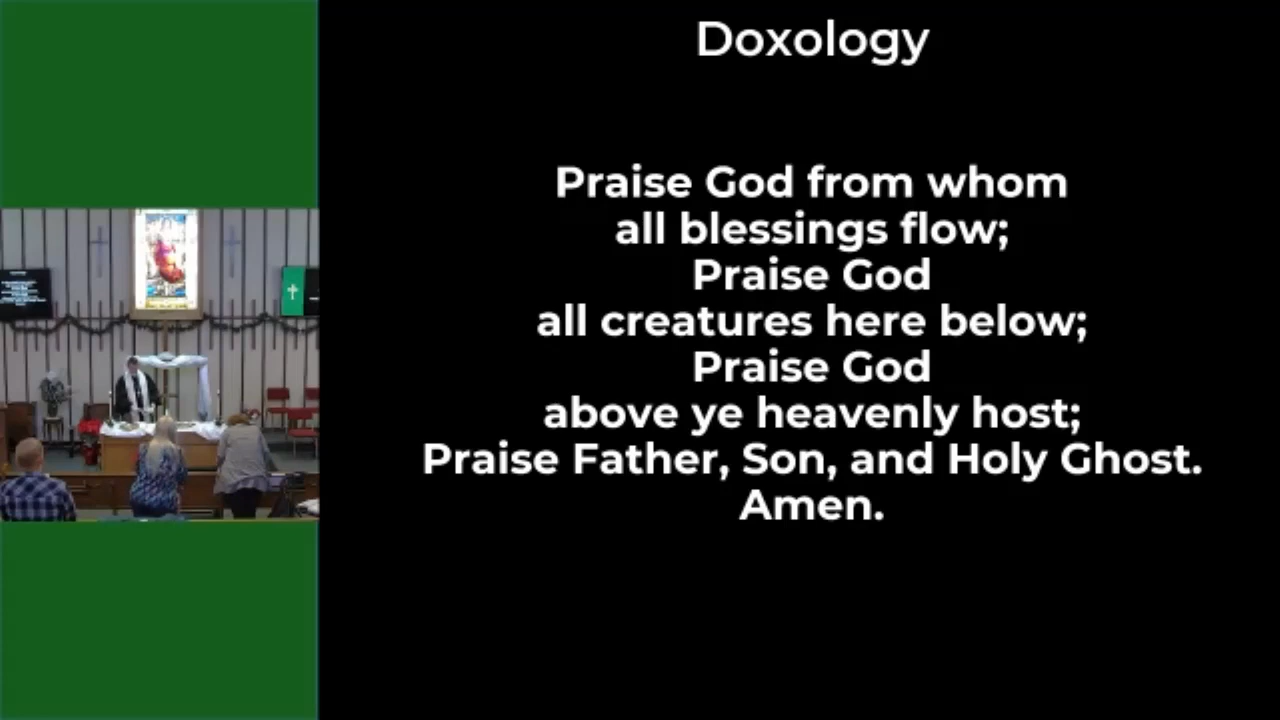 Doxology
Praise God from whom
all blessings flow;
Praise God
all creatures here below;
Praise God
above ye heavenly host;
Praise Father, Son, and Holy Ghost.
Amen.